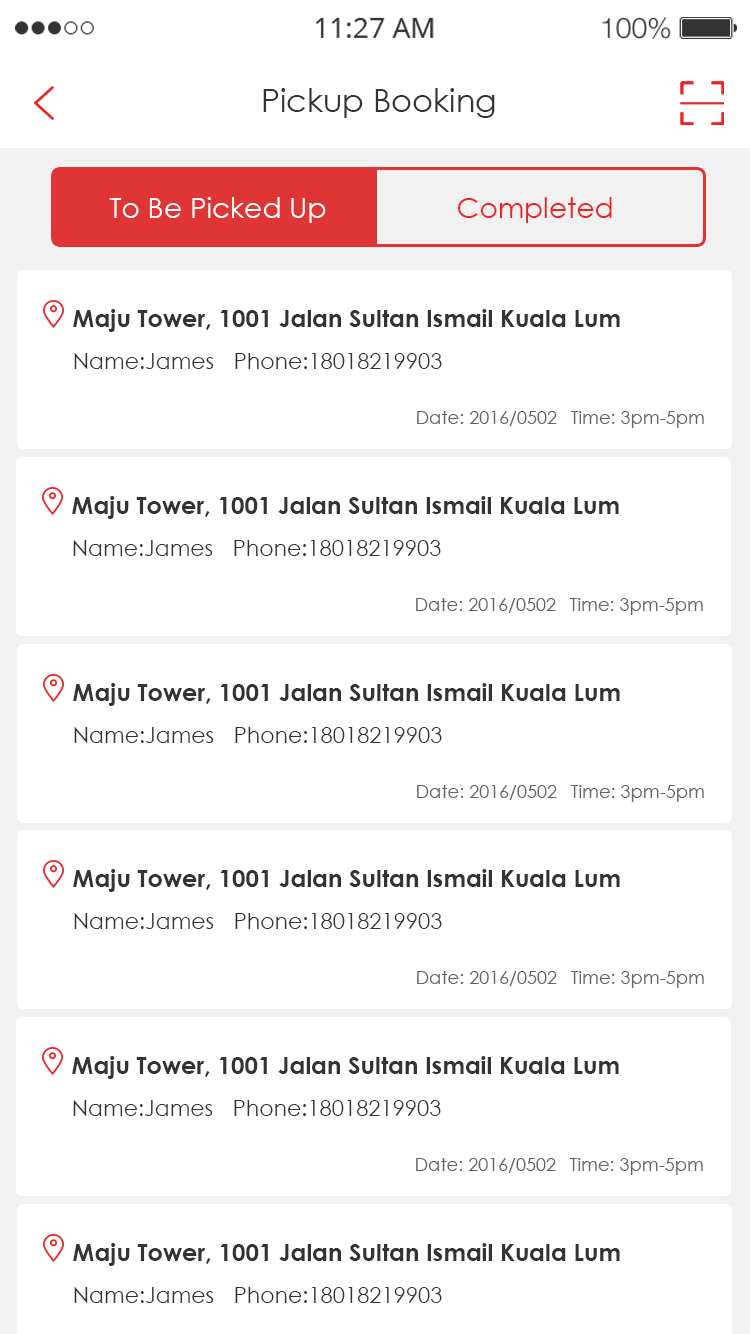 11:27 AM 100%
Pickup Booking
To Be Picked Up Completed
Maju Tower, 1001 Jalan Sultan Ismail Kuala Lum
Name:James Phone:18018219903
Date: 2016/0502 Time: 3pm-5pm
Maju Tower, 1001 Jalan Sultan Ismail Kuala Lum
Name:James Phone:18018219903
Date: 2016/0502 Time: 3pm-5pm
Maju Tower, 1001 Jalan Sultan Ismail Kuala Lum
Name:James Phone:18018219903
Date: 2016/0502 Time: 3pm-5pm
Maju Tower, 1001 Jalan Sultan Ismail Kuala Lum
Name:James Phone:18018219903
Date: 2016/0502 Time: 3pm-5pm
Maju Tower, 1001 Jalan Sultan Ismail Kuala Lum
Name:James Phone:18018219903
Date: 2016/0502 Time: 3pm-5pm
Maju Tower, 1001 Jalan Sultan Ismail Kuala Lum
Name:James Phone:18018219903